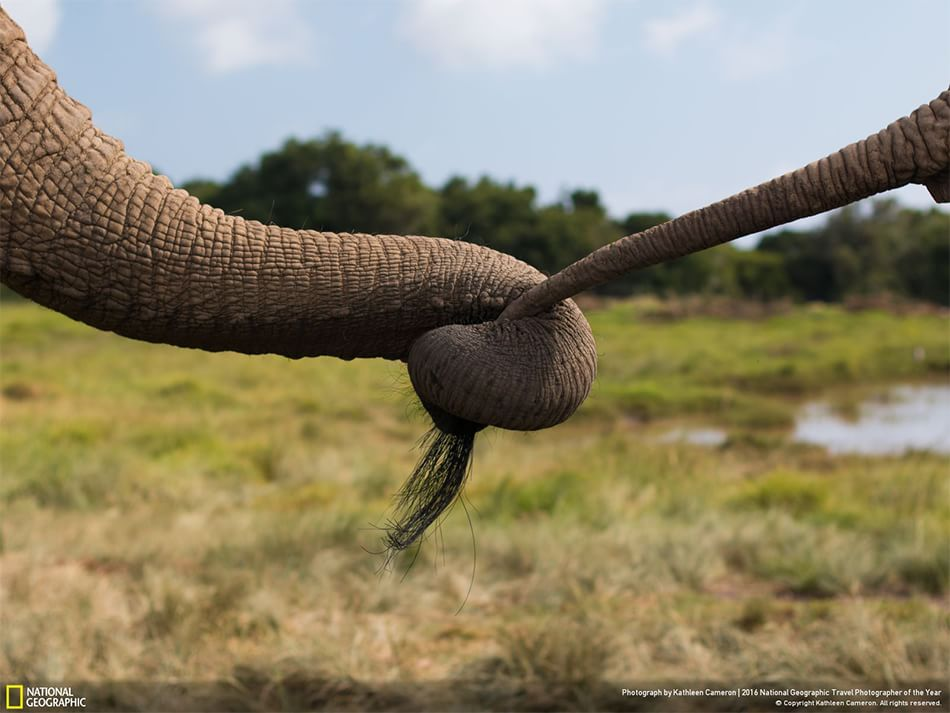 NATIONAL
GEOGRAPHIC
Photograph by Kathleen Cameron | 2016 National Geographic Travel Photographer of the Year
© Copyright Kathleen Cameron. All rights reserved.